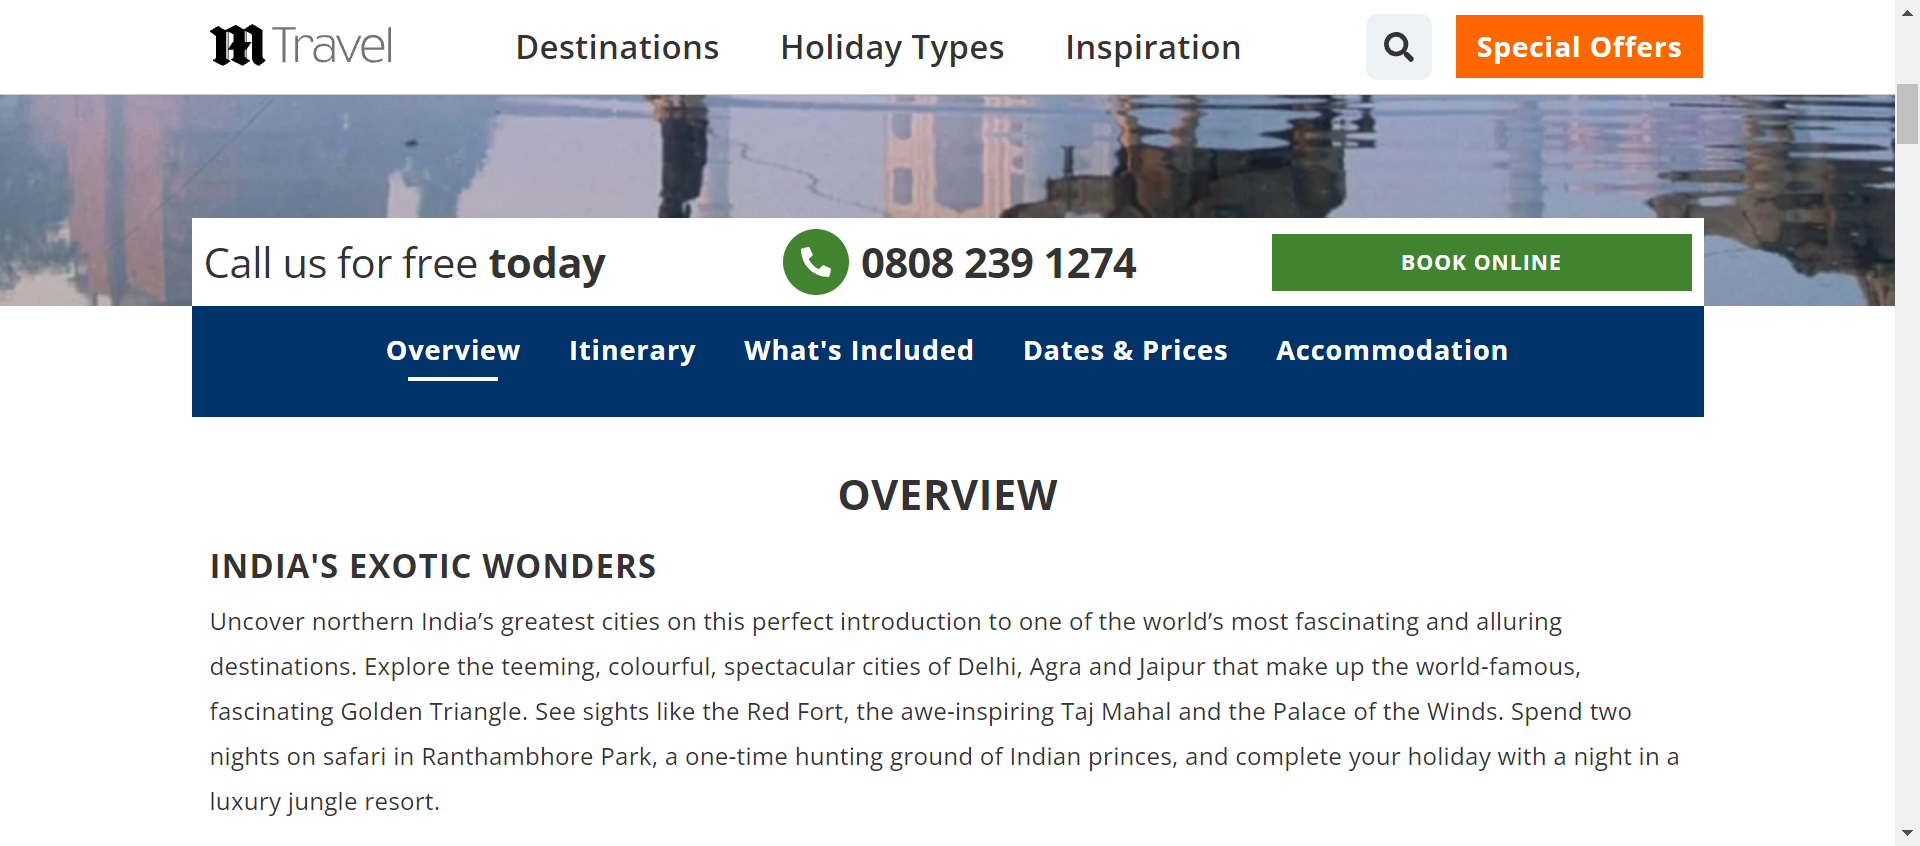 m Travel
Destinations
Holiday Types
Inspiration
Special Offers
Call us for free today
0808 239 1274
BOOK ONLINE
Overview
Itinerary
What's Included
Dates & Prices
Accommodation
OVERVIEW
INDIA'S EXOTIC WONDERS
Uncover northern India’s greatest cities on this perfect introduction to one of the world’s most fascinating and alluring
destinations. Explore the teeming, colourful, spectacular cities of Delhi, Agra and Jaipur that make up the world-famous,
fascinating Golden Triangle. See sights like the Red Fort, the awe-inspiring Taj Mahal and the Palace of the Winds. Spend two
nights on safari in Ranthambhore Park, a one-time hunting ground of Indian princes, and complete your holiday with a night in a
luxury jungle resort.